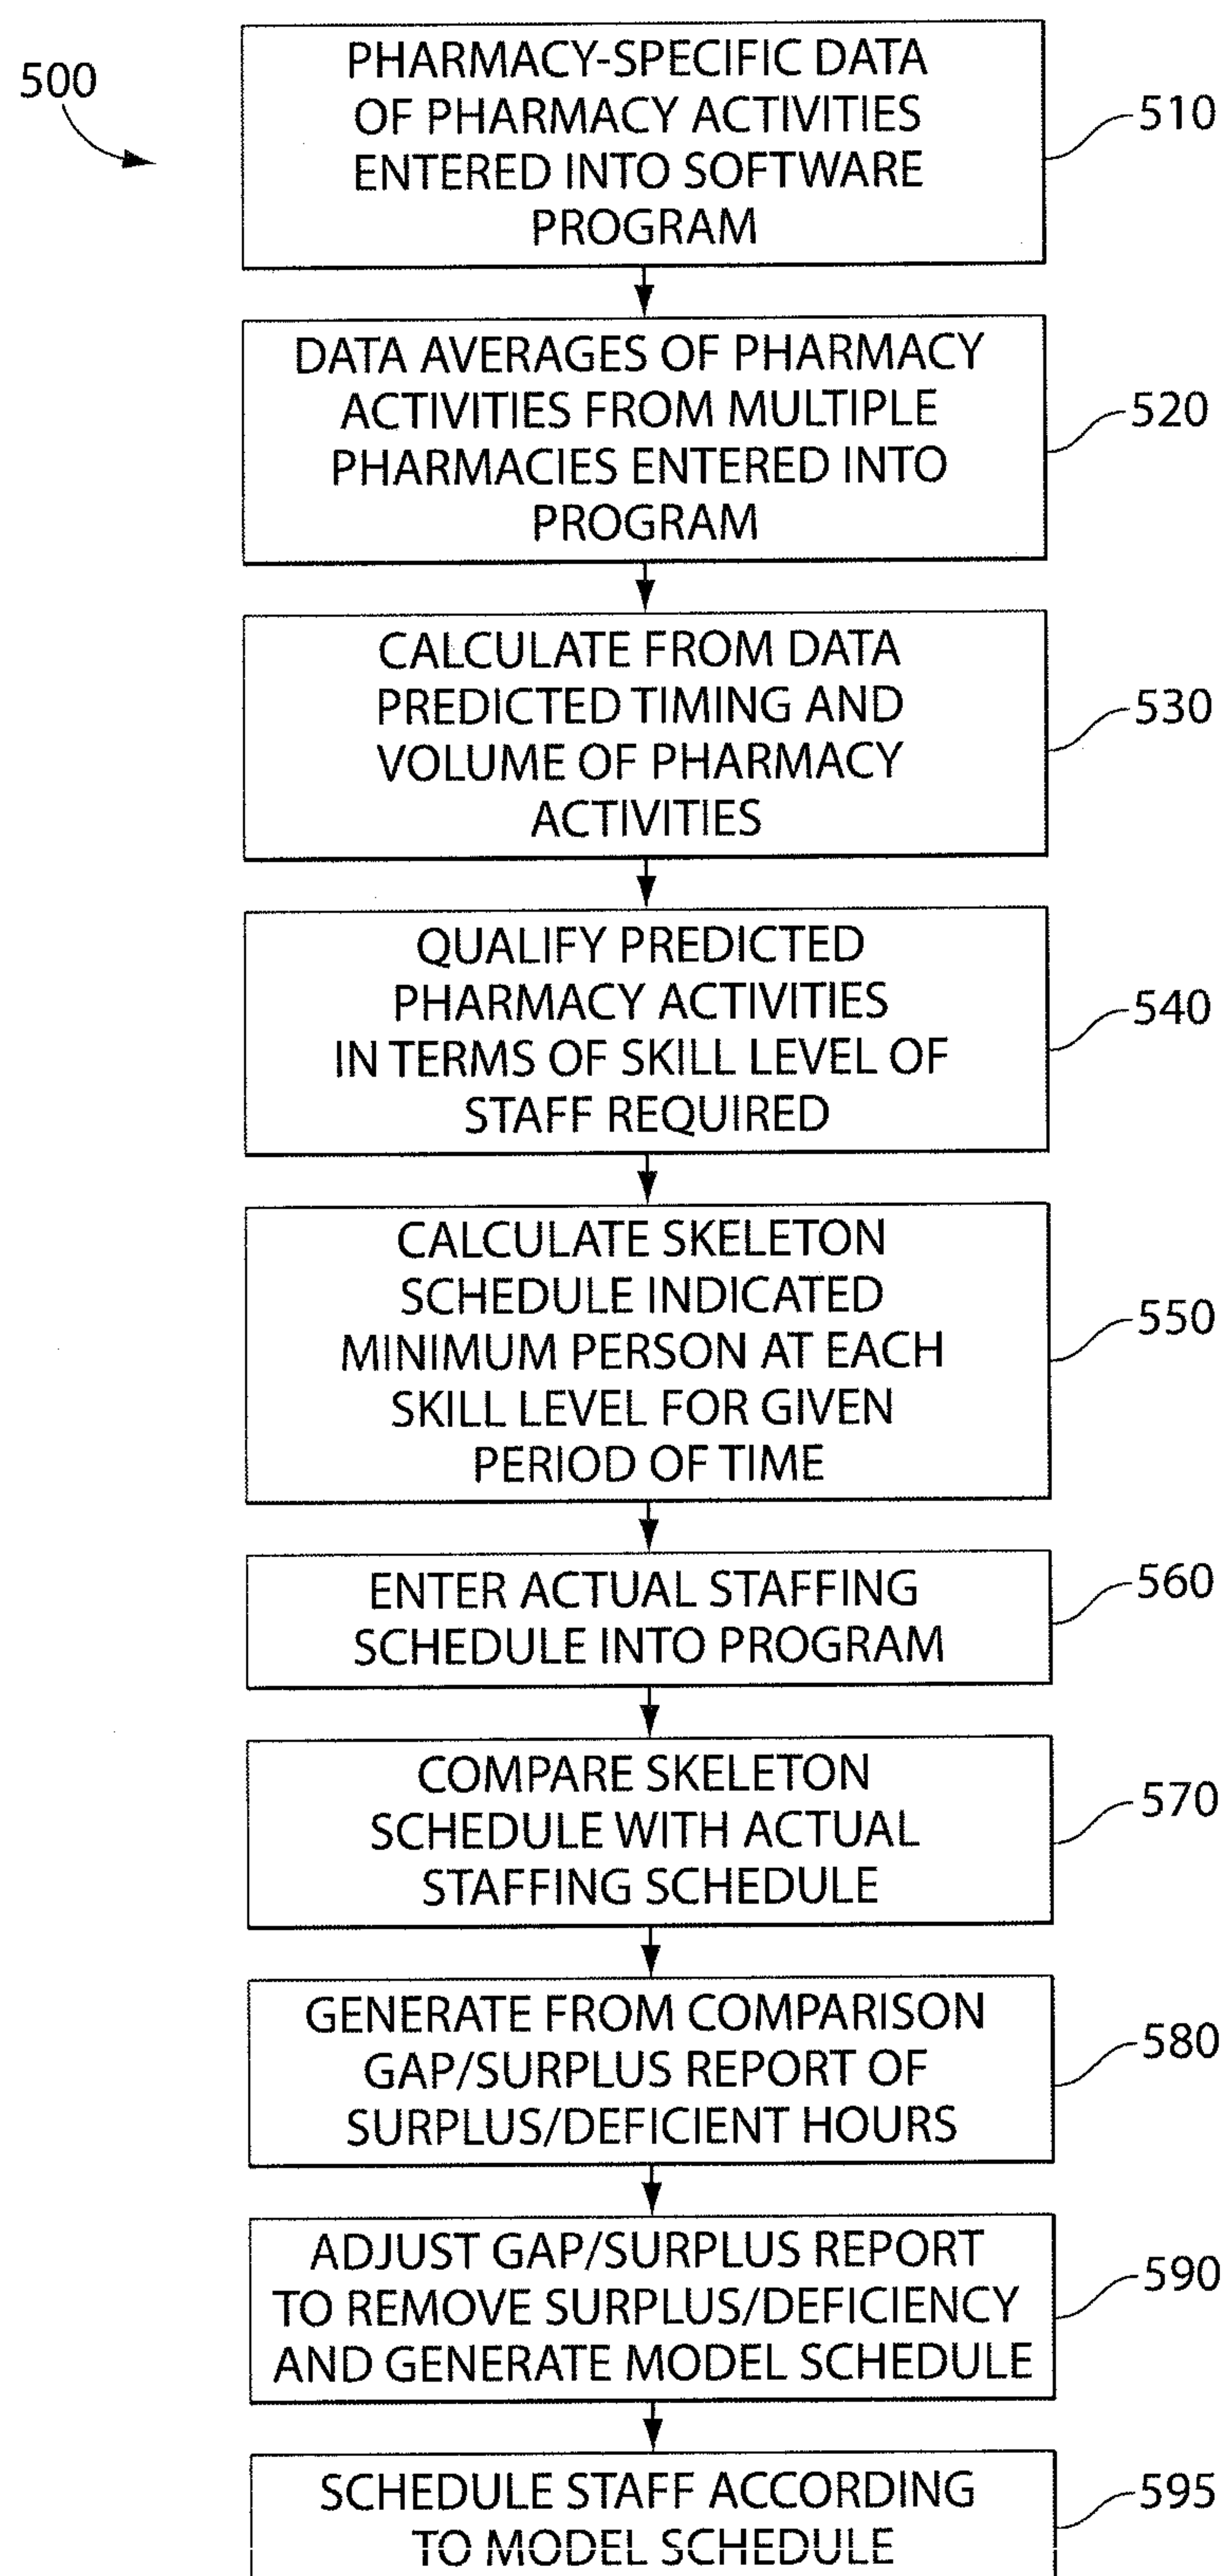 500
PHARMACY-SPECIFIC DATA
OF PHARMACY ACTIVITIES
ENTERED INTO SOFTWARE
PROGRAM
510
DATA AVERAGES OF PHARMACY
ACTIVITIES FROM MULTIPLE
PHARMACIES ENTERED INTO
PROGRAM
520
CALCULATE FROM DATA
PREDICTED TIMING AND
VOLUME OF PHARMACY
ACTIVITIES
530
QUALIFY PREDICTED
PHARMACY ACTIVITIES
IN TERMS OF SKILL LEVEL OF
STAFF REQUIRED
540
CALCULATE SKELETON
SCHEDULE INDICATED
MINIMUM PERSON AT EACH
SKILL LEVEL FOR GIVEN
PERIOD OF TIME
550
ENTER ACTUAL STAFFING
SCHEDULE INTO PROGRAM
560
COMPARE SKELETON
SCHEDULE WITH ACTUAL
STAFFING SCHEDULE
570
GENERATE FROM COMPARISON
GAP/SURPLUS REPORT OF
SURPLUS/DEFICIENT HOURS
580
ADJUST GAP/SURPLUS REPORT
TO REMOVE SURPLUS/DEFICIENCY
AND GENERATE MODEL SCHEDULE
590
SCHEDULE STAFF ACCORDING
TO MODEL SCHEDULE
595